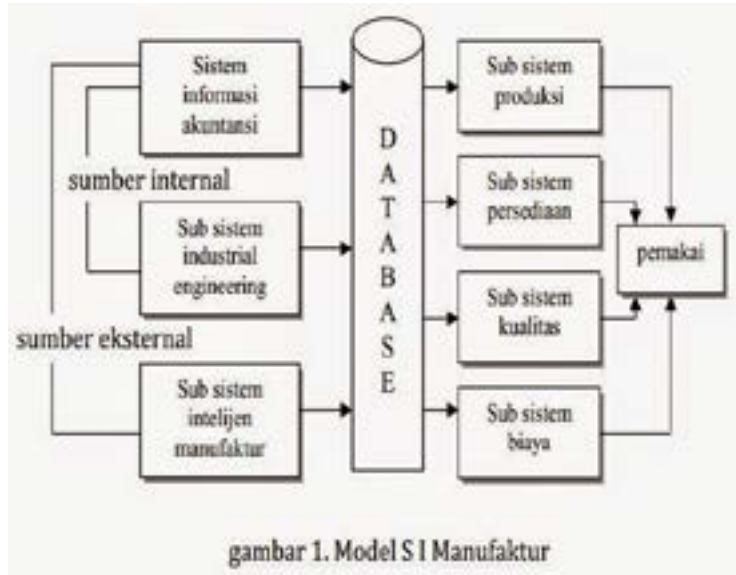 Sistem
informasi
akuntansi
sumber internal
Sub sistem
industrial
engineering
sumber eksternal
Sub sistem
intelijen
manufaktur
DATABASE
Sub sistem
produksi
Sub sistem
persediaan
Sub sistem
kualitas
Sub sistem
biaya
pemakai
gambar 1. Model S I Manufaktur